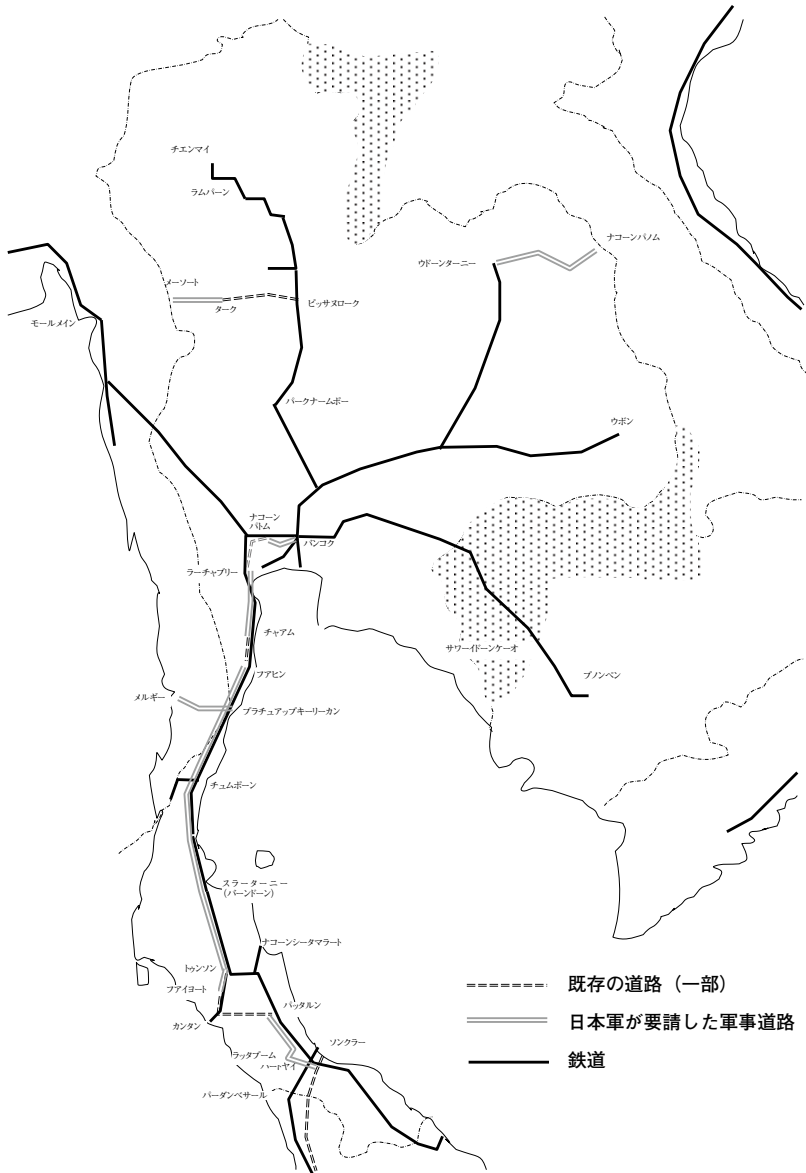 チエンマイ
ラムパーン
ナコーンパノム
ウドーンターニー
メーソート
ターク
ピッサヌローク
モールメイン
パークナームポー
ウボン
ナコーン
パトム
バンコク
ラーチャブリー
チャアム
サワーイドーンケーオ
フアヒン
プノンペン
メルギー
プラチュアップキーリーカン
チュムポーン
スラーターニー
(バーンドーン)
ナコーンシータマラート
トゥンソン
フアイヨート
パッタルン
カンタン
ソンクラー
ラッタプーム
ハートヤイ
パーダンベサール
既存の道路（一部）
日本軍が要請した軍事道路
鉄道